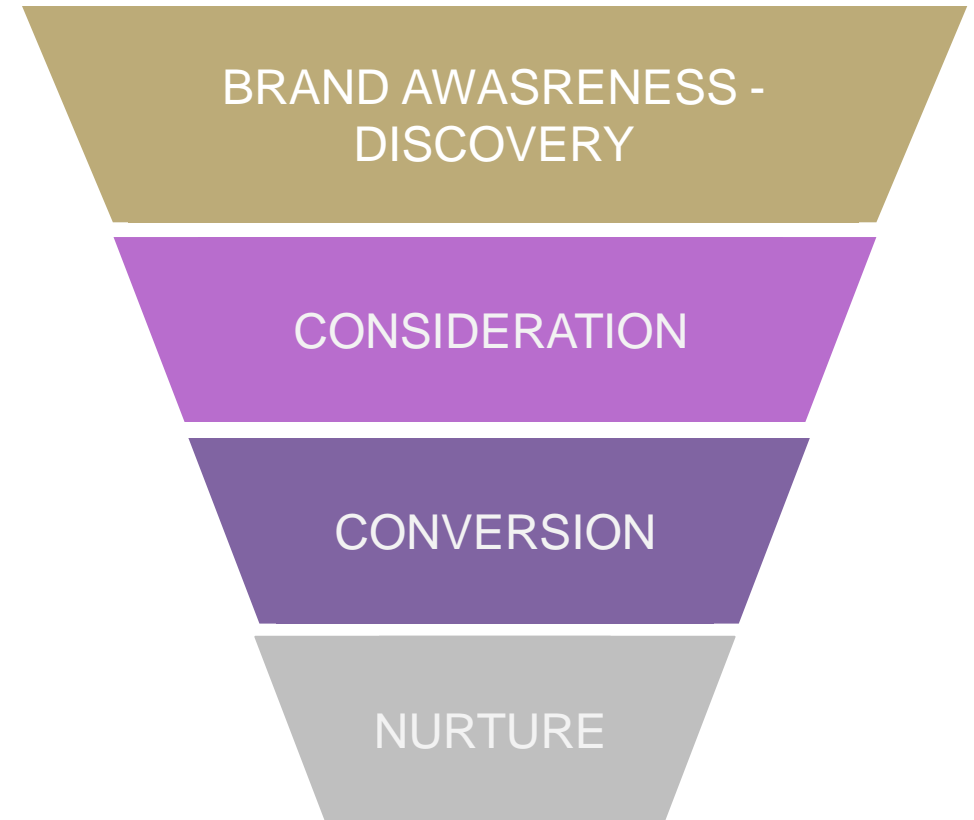 BRAND AWASRENESS -
DISCOVERY
CONSIDERATION
CONVERSION
NURTURE